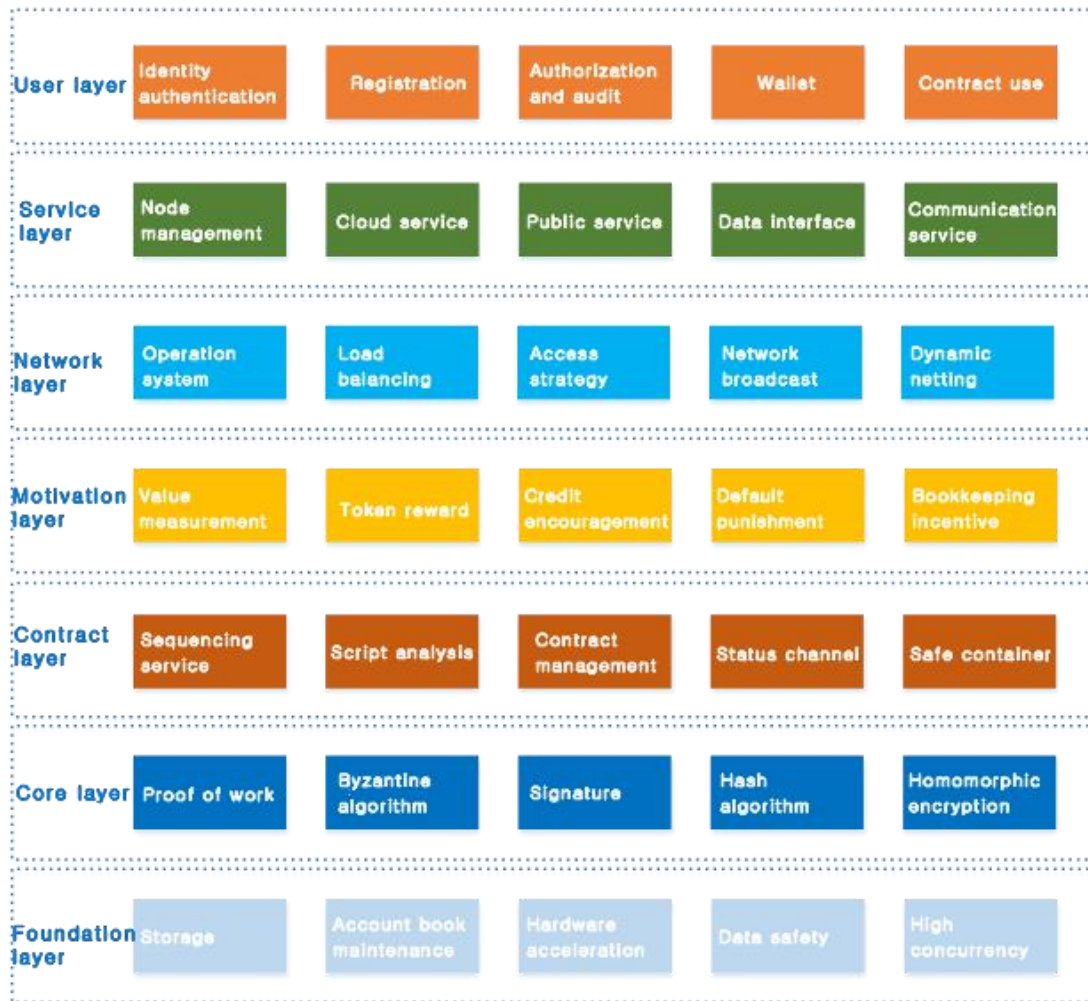 User layer
Identity
authentication
Registration
Authorization
and audit
Wallet
Contract use
Service
layer
Node
management
Cloud service
Public service
Data interface
Communication
service
Network
layer
Operation
system
Load
balancing
Access
strategy
Network
broadcast
Dynamic
netting
Motivation
layer
Value
measurement
Token reward
Credit
encouragement
Default
punishment
Bookkeeping
incentive
Contract
layer
Sequencing
service
Script analysis
Contract
management
Status channel
Safe container
Core layer
Proof of work
Byzantine
algorithm
Signature
Hash
algorithm
Homomorphic
encryption
Foundation
layer
Storage
Account book
maintenance
Hardware
acceleration
Data safety
High
concurrency